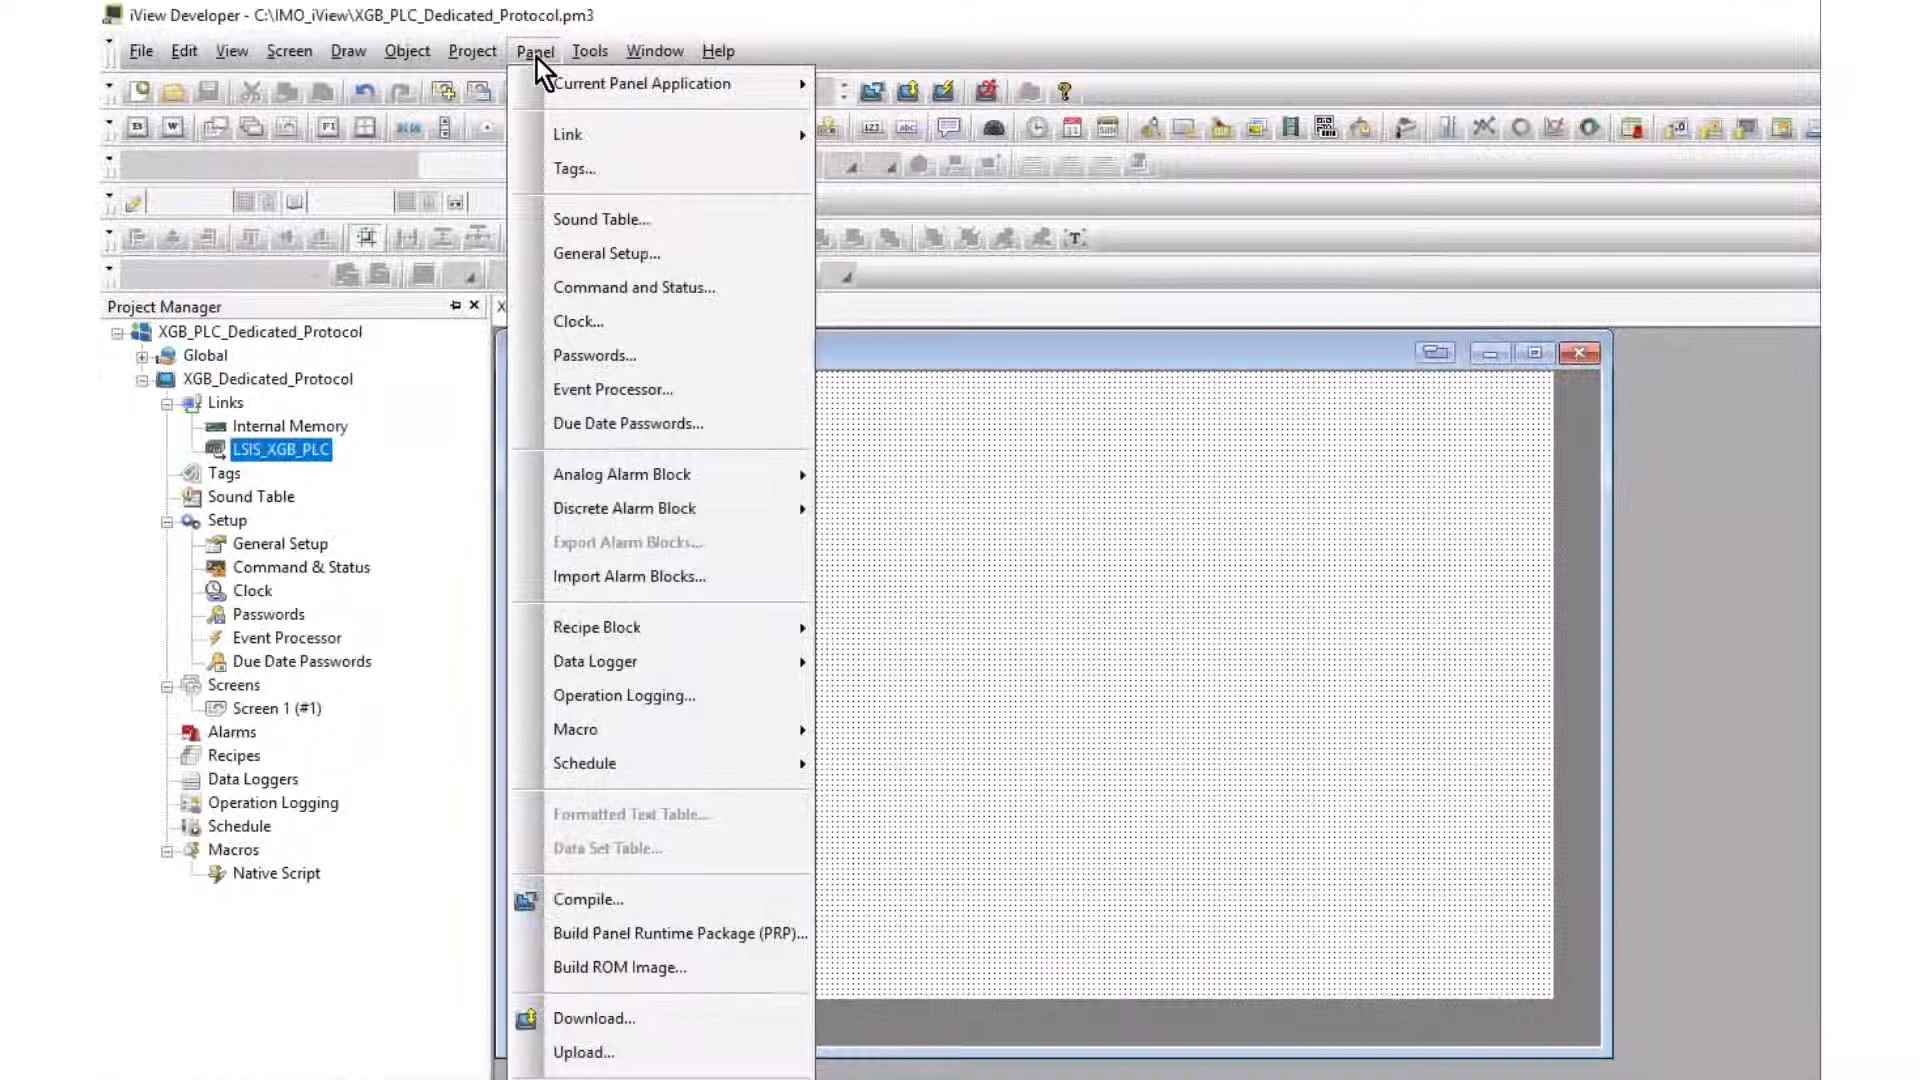 iView Developer - C:\IMO_iView\XGB_PLC_Dedicated_Protocol.pm3
File Edit View Screen Draw Object Project Panel Tools Window Help
Current Panel Application
Link
Tags...
Sound Table...
General Setup...
Command and Status...
Clock...
Passwords...
Event Processor...
Due Date Passwords...
Analog Alarm Block
Discrete Alarm Block
Export Alarm Blocks...
Import Alarm Blocks...
Recipe Block
Data Logger
Operation Logging...
Macro
Schedule
Formatted Text Table...
Data Set Table...
Compile...
Build Panel Runtime Package (PRP)...
Build ROM Image...
Download...
Upload...
Project Manager
XGB_PLC_Dedicated_Protocol
Global
XGB_Dedicated_Protocol
Links
Internal Memory
LSIS_XGB_PLC
Tags
Sound Table
Setup
General Setup
Command & Status
Clock
Passwords
Event Processor
Due Date Passwords
Screens
Screen 1 (#1)
Alarms
Recipes
Data Loggers
Operation Logging
Schedule
Macros
Native Script